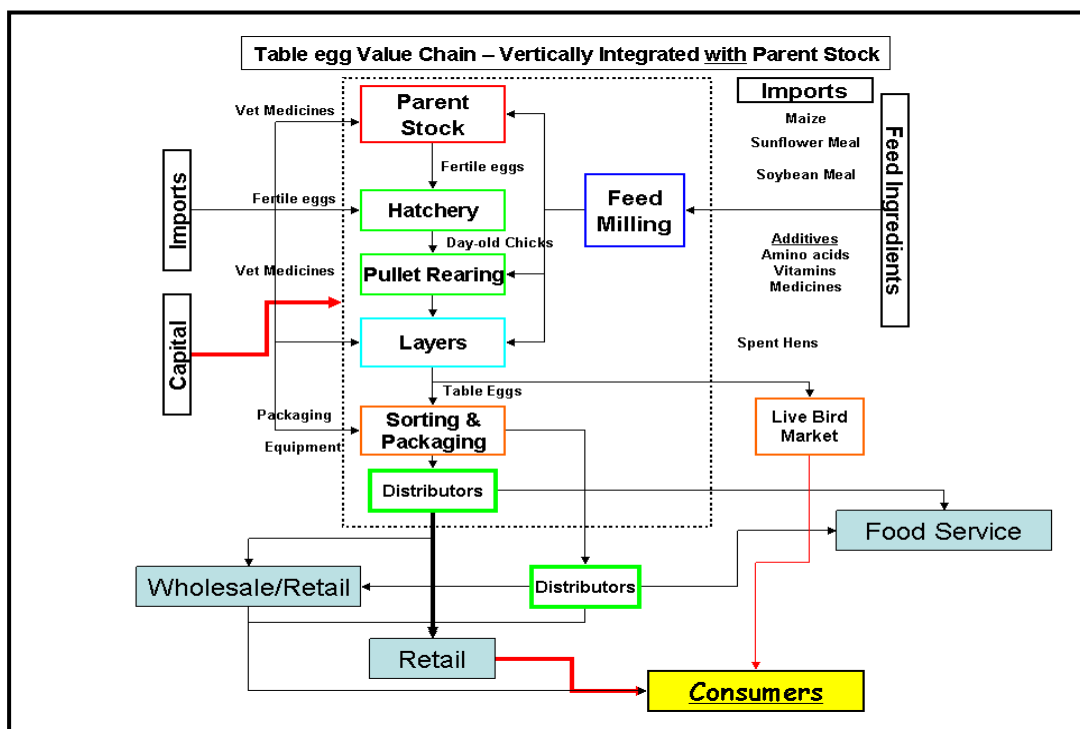 Table egg Value Chain – Vertically Integrated with Parent Stock
Imports
Vet Medicines
Parent
Stock
Maize
Sunflower Meal
Fertile eggs
Soybean Meal
Feed Ingredients
Imports
Fertile eggs
Hatchery
Feed
Milling
Day-old Chicks
Additives
Amino acids
Vitamins
Medicines
Vet Medicines
Pullet Rearing
Capital
Layers
Spent Hens
Table Eggs
Packaging
Equipment
Sorting &
Packaging
Live Bird
Market
Distributors
Food Service
Wholesale/Retail
Distributors
Retail
Consumers